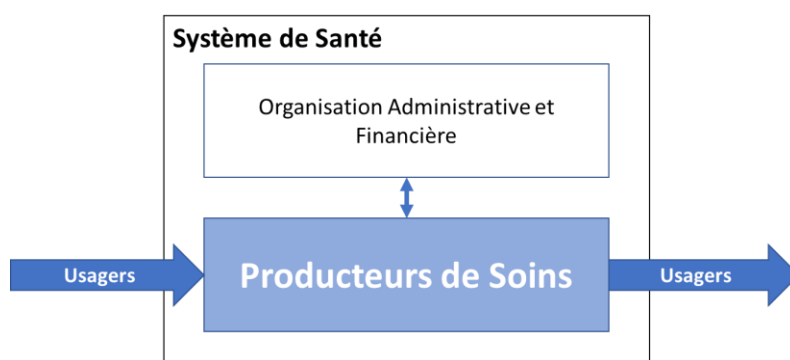 Système de Santé
Organisation Administrative et
Financière
Usagers
Producteurs de Soins
Usagers